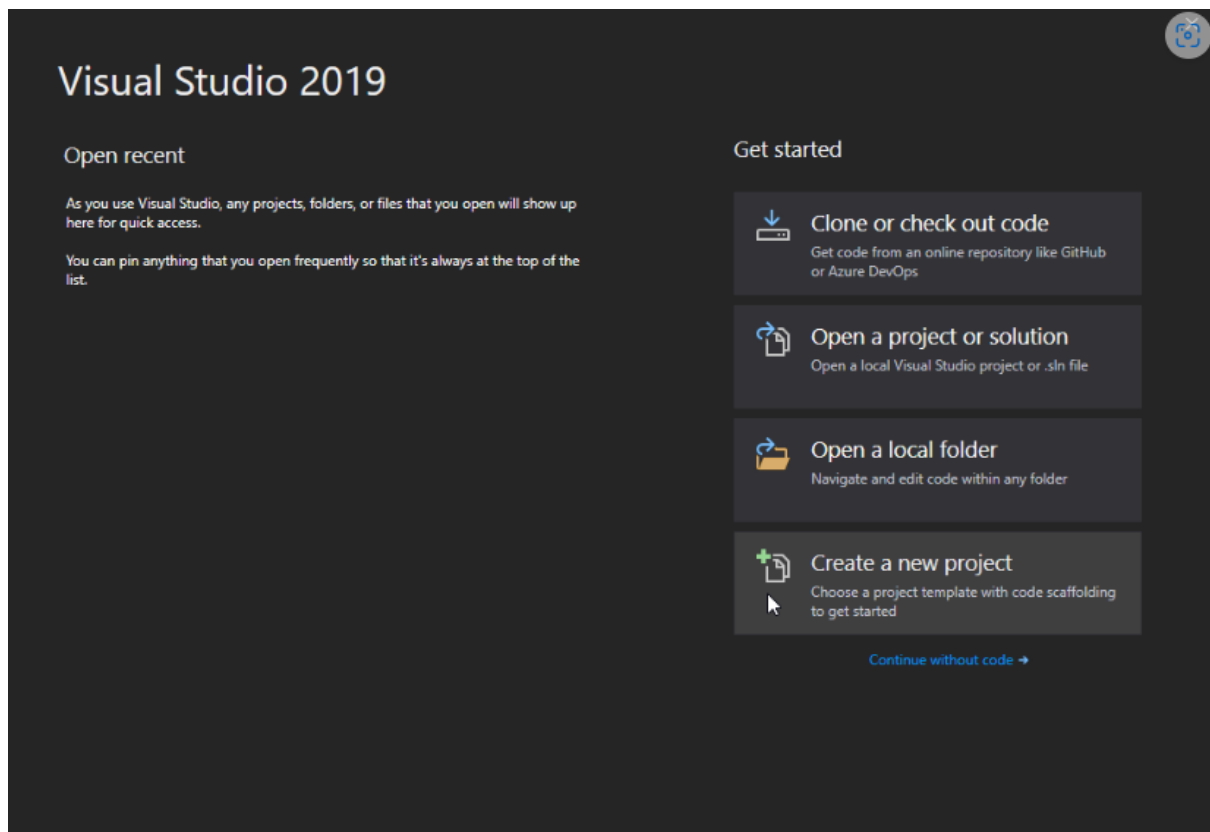 Visual Studio 2019
Open recent
As you use Visual Studio, any projects, folders, or files that you open will show up
here for quick access.
You can pin anything that you open frequently so that it's always at the top of the
list.
Get started
Clone or check out code
Get code from an online repository like GitHub
or Azure DevOps
Open a project or solution
Open a local Visual Studio project or .sln file
Open a local folder
Navigate and edit code within any folder
Create a new project
Choose a project template with code scaffolding
to get started
Continue without code →